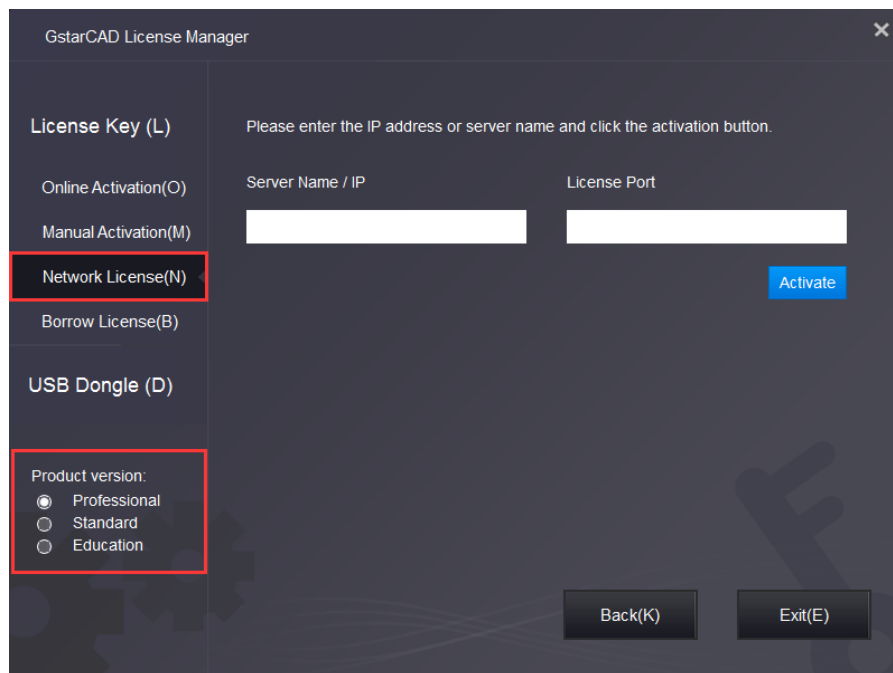 GstarCAD License Manager
License Key (L)
Online Activation(O)
Manual Activation(M)
Network License(N)
Borrow License(B)
USB Dongle (D)
Product version:
Professional
Standard
Education
Please enter the IP address or server name and click the activation button.
Server Name / IP
License Port
Activate
Back(K)
Exit(E)